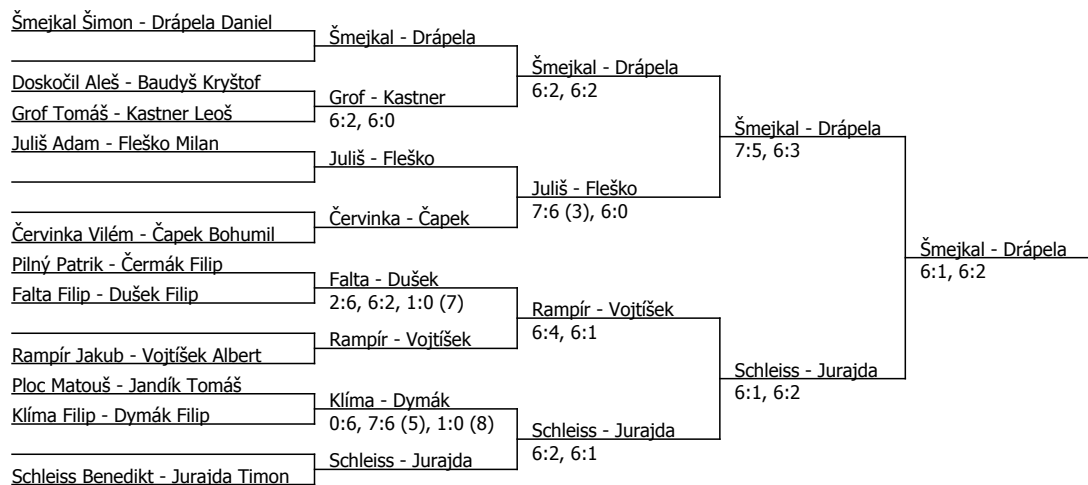 Šmejkal Šimon - Drápela Daniel
Doskočil Aleš - Baudyš Kryštof
Grof Tomáš - Kastner Leoš
Juliš Adam - Fleško Milan
Červinka Vilém - Čapek Bohumil
Pilný Patrik - Čermák Filip
Falta Filip - Dušek Filip
Rampír Jakub - Vojtíšek Albert
Ploc Matouš - Jandík Tomáš
Klíma Filip - Dymák Filip
Schleiss Benedikt - Jurajda Timon
Šmejkal - Drápela
Grof - Kastner
6:2, 6:0
Juliš - Fleško
Červinka - Čapek
Falta - Dušek
2:6, 6:2, 1:0 (7)
Rampír - Vojtíšek
Klíma - Dymák
0:6, 7:6 (5), 1:0 (8)
Schleiss - Jurajda
Šmejkal - Drápela
6:2, 6:2
Juliš - Fleško
7:6 (3), 6:0
Rampír - Vojtíšek
6:4, 6:1
Schleiss - Jurajda
6:2, 6:1
Šmejkal - Drápela
7:5, 6:3
Schleiss - Jurajda
6:1, 6:2
Šmejkal - Drápela
6:1, 6:2